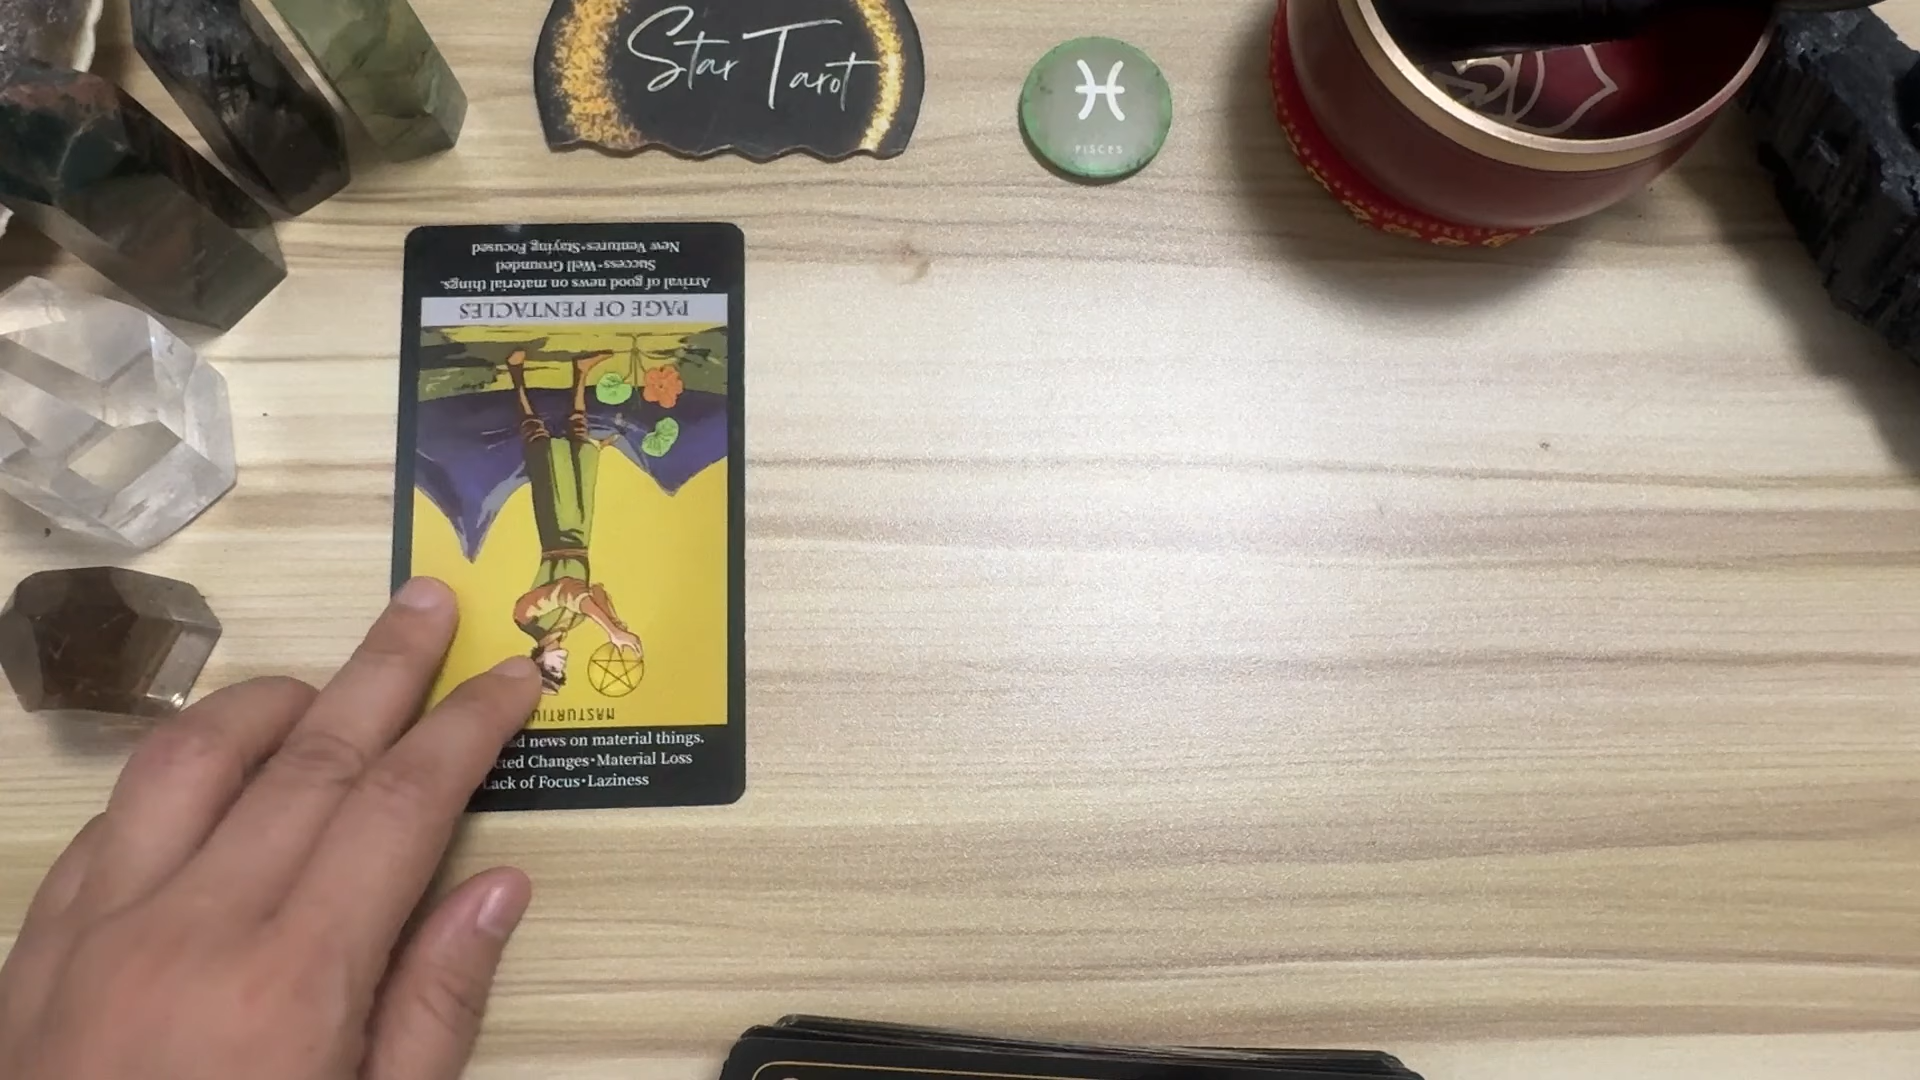 Star Tarot
PISCES
New Ventures•Staying Focused
Success•Well Grounded
Arrival of good news on material things.
PAGE OF PENTACLES
news on material things.
Changes•Material Loss
Lack of Focus•Laziness